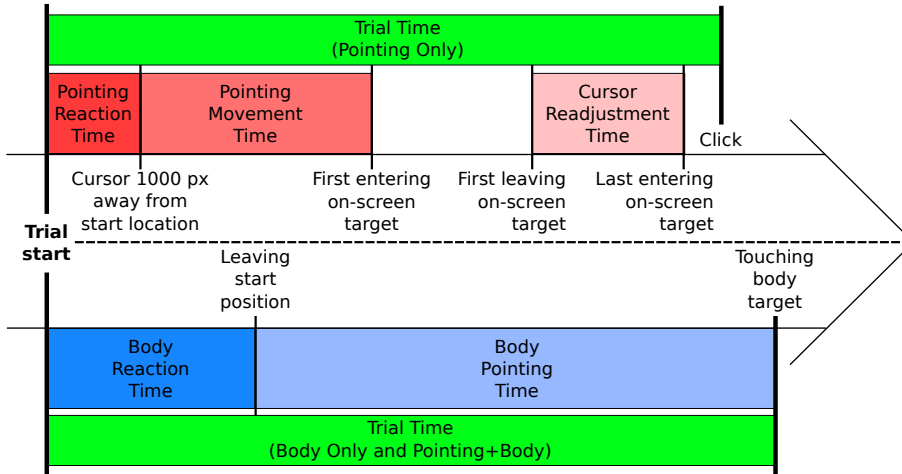 Trial Time
(Pointing Only)
Pointing
Reaction
Time
Pointing
Movement
Time
Cursor
Readjustment
Time
Click
Cursor 1000 px
away from
start location
First entering
on-screen
target
First leaving
on-screen
target
Last entering
on-screen
target
Trial
start
Leaving
start
position
Touching
body
target
Body
Reaction
Time
Body
Pointing
Time
Trial Time
(Body Only and Pointing+Body)